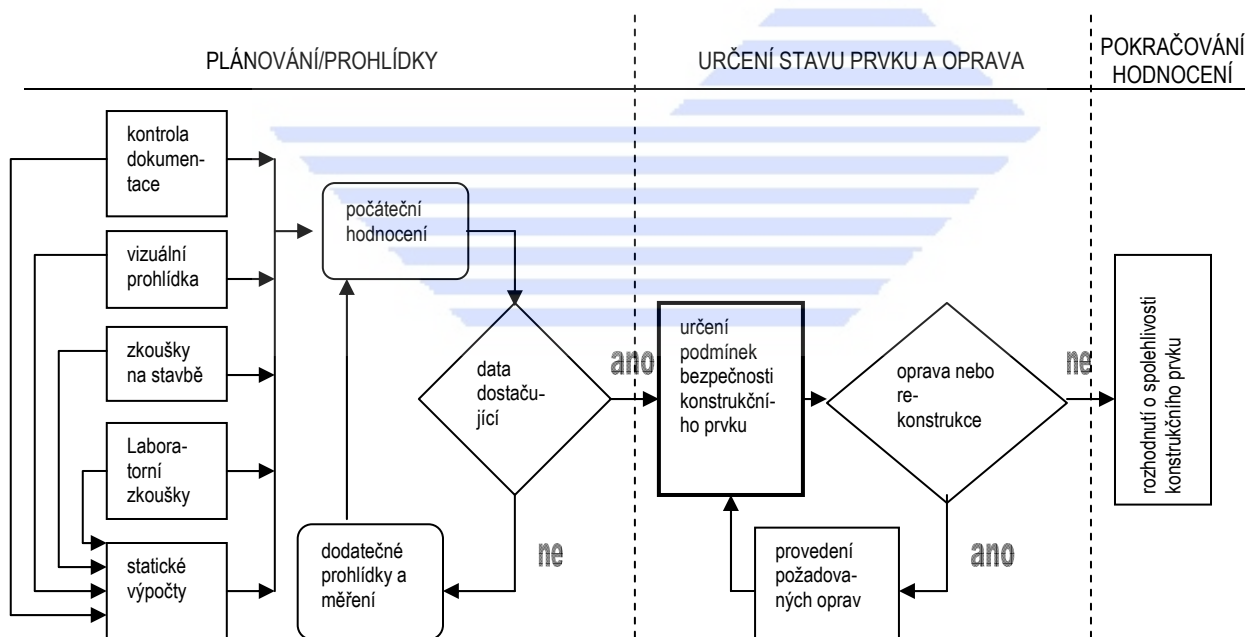 PLÁNOVÁNÍ/PROHLÍDKY
URČENÍ STAVU PRVKU A OPRAVA
POKRAČOVÁNÍ
HODNOCENÍ
kontrola
dokumen-
tace
vizuální
prohlídka
zkoušky
na stavbě
Labora-
torní
zkoušky
statické
výpočty
počáteční
hodnocení
data
dostaču-
jící
ano
ne
dodatečné
prohlídky a
měření
určení
podmínek
bezpečnosti
konstrukční-
ho prvku
oprava nebo
re-
konstrukce
ne
ano
provedení
požadova-
ných oprav
rozhodnutí o spolehlivosti
konstrukčního prvku